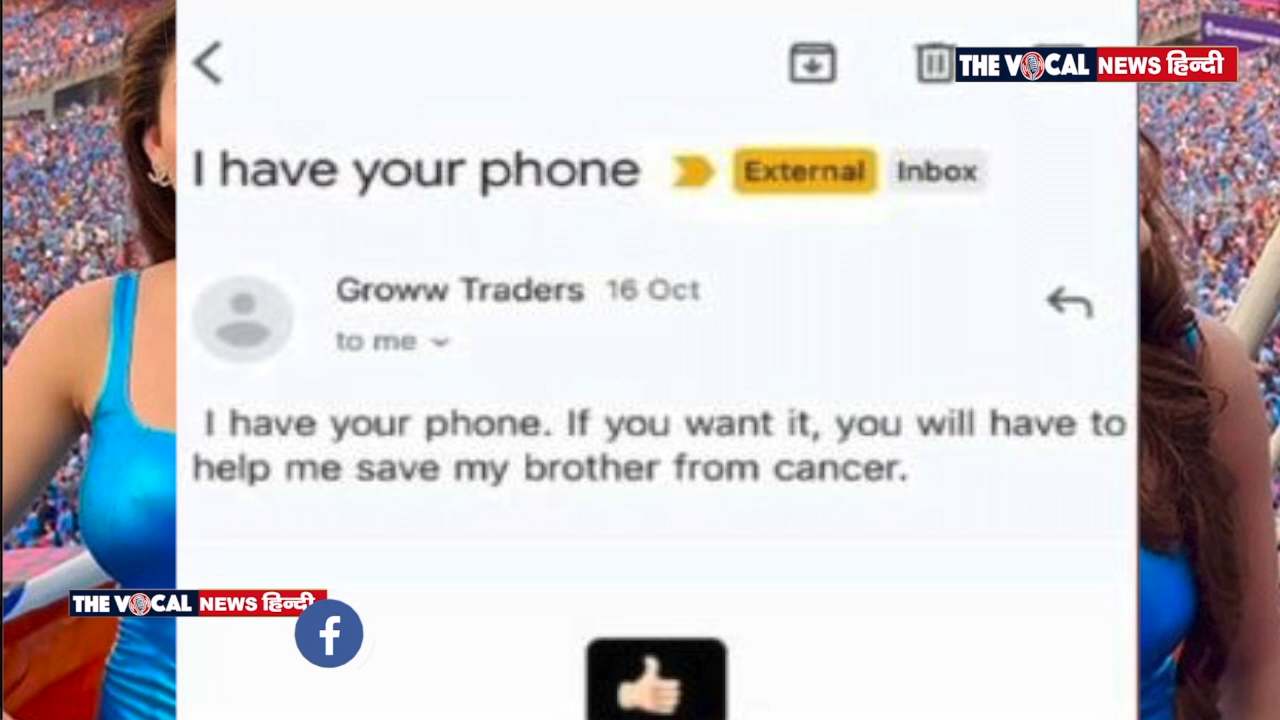 THE VOCAL NEWS हिन्दी
I have your phone External Inbox
Groww Traders 16 Oct
to me
I have your phone. If you want it, you will have to
help me save my brother from cancer.
THE VOCAL NEWS हिन्दी
f